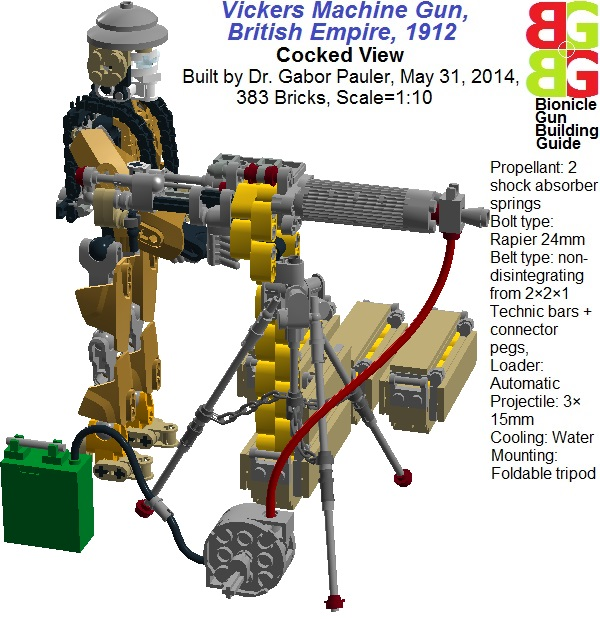 Vickers Machine Gun,
British Empire, 1912
Cocked View
Built by Dr. Gabor Pauler, May 31, 2014,
383 Bricks, Scale=1:10
BG
BG
Bionicle
Gun
Building
Guide
Propellant: 2
shock absorber
springs
Bolt type:
Rapier 24mm
Belt type: non-
disintegrating
from 2×2×1
Technic bars +
connector
pegs,
Loader:
Automatic
Projectile: 3×
15mm
Cooling: Water
Mounting:
Foldable tripod